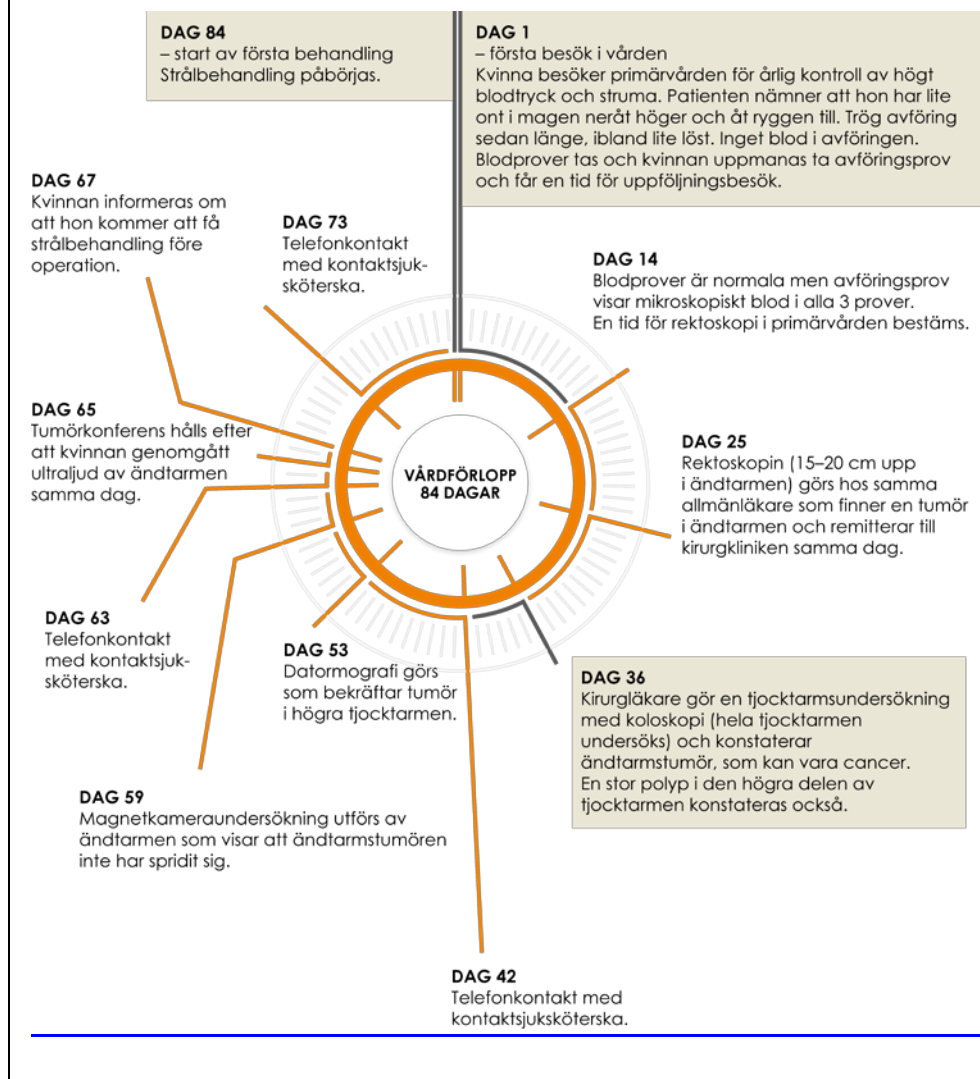 DAG 84
– start av första behandling
Strålbehandling påbörjas.
DAG 1
– första besök i vården
Kvinna besöker primärvården för årlig kontroll av högt
blodtryck och struma. Patienten nämner att hon har lite
ont i magen neråt höger och åt ryggen till. Trög avföring
sedan länge, ibland lite löst. Inget blod i avföringen.
Blodprover tas och kvinnan uppmanas ta avföringsprov
och får en tid för uppföljningsbesök.
DAG 67
Kvinnan informeras om
att hon kommer att få
strålbehandling före
operation.
DAG 73
Telefonkontakt
med kontaktsjuk-
sköterska.
DAG 14
Blodprover är normala men avföringsprov
visar mikroskopiskt blod i alla 3 prover.
En tid för rektoskopi i primärvården bestäms.
DAG 65
Tumörkonferens hålls efter
att kvinnan genomgått
ultraljud av ändtarmen
samma dag.
VÅRDFÖRLOPP
84 DAGAR
DAG 25
Rektoskopin (15–20 cm upp
i ändtarmen) görs hos samma
allmänläkare som finner en tumör
i ändtarmen och remitterar till
kirurgkliniken samma dag.
DAG 63
Telefonkontakt
med kontaktsjuk-
sköterska.
DAG 53
Datormografi görs
som bekräftar tumör
i högra tjocktarmen.
DAG 36
Kirurgläkare gör en tjocktarmsundersökning
med koloskopi (hela tjocktarmen
undersöks) och konstaterar
ändtarmstumör, som kan vara cancer.
En stor polyp i den högra delen av
tjocktarmen konstateras också.
DAG 59
Magnetkameraundersökning utförs av
ändtarmen som visar att ändtarmstumören
inte har spridit sig.
DAG 42
Telefonkontakt med
kontaktsjuksköterska.